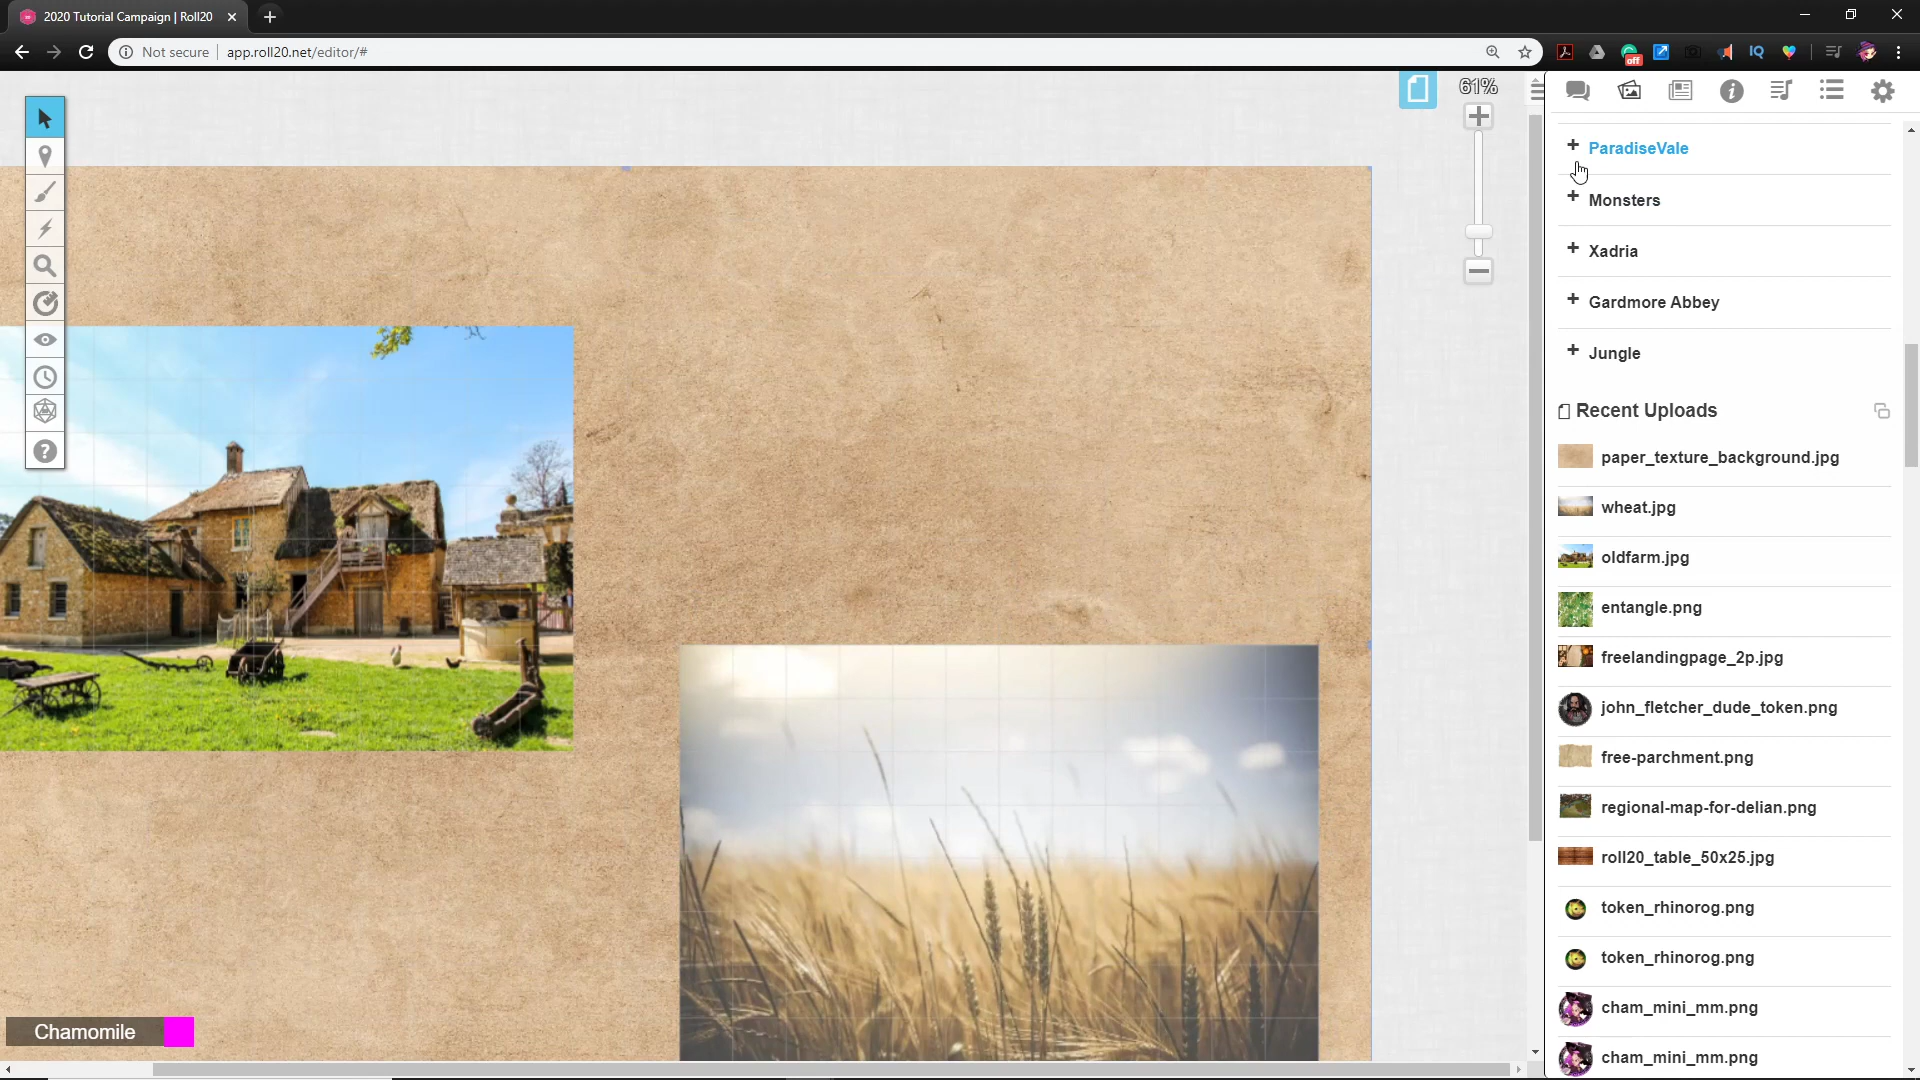 2020 Tutorial Campaign | Roll20
Not secure
app.roll20.net/editor/#
off
IQ
61%
ParadiseVale
Monsters
Xadria
Gardmore Abbey
Jungle
Recent Uploads
paper_texture_background.jpg
wheat.jpg
oldfarm.jpg
entangle.png
freelandingpage_2p.jpg
john_fletcher_dude_token.png
free-parchment.png
regional-map-for-delian.png
roll20_table_50x25.jpg
token_rhinorog.png
token_rhinorog.png
cham_mini_mm.png
cham_mini_mm.png
Chamomile